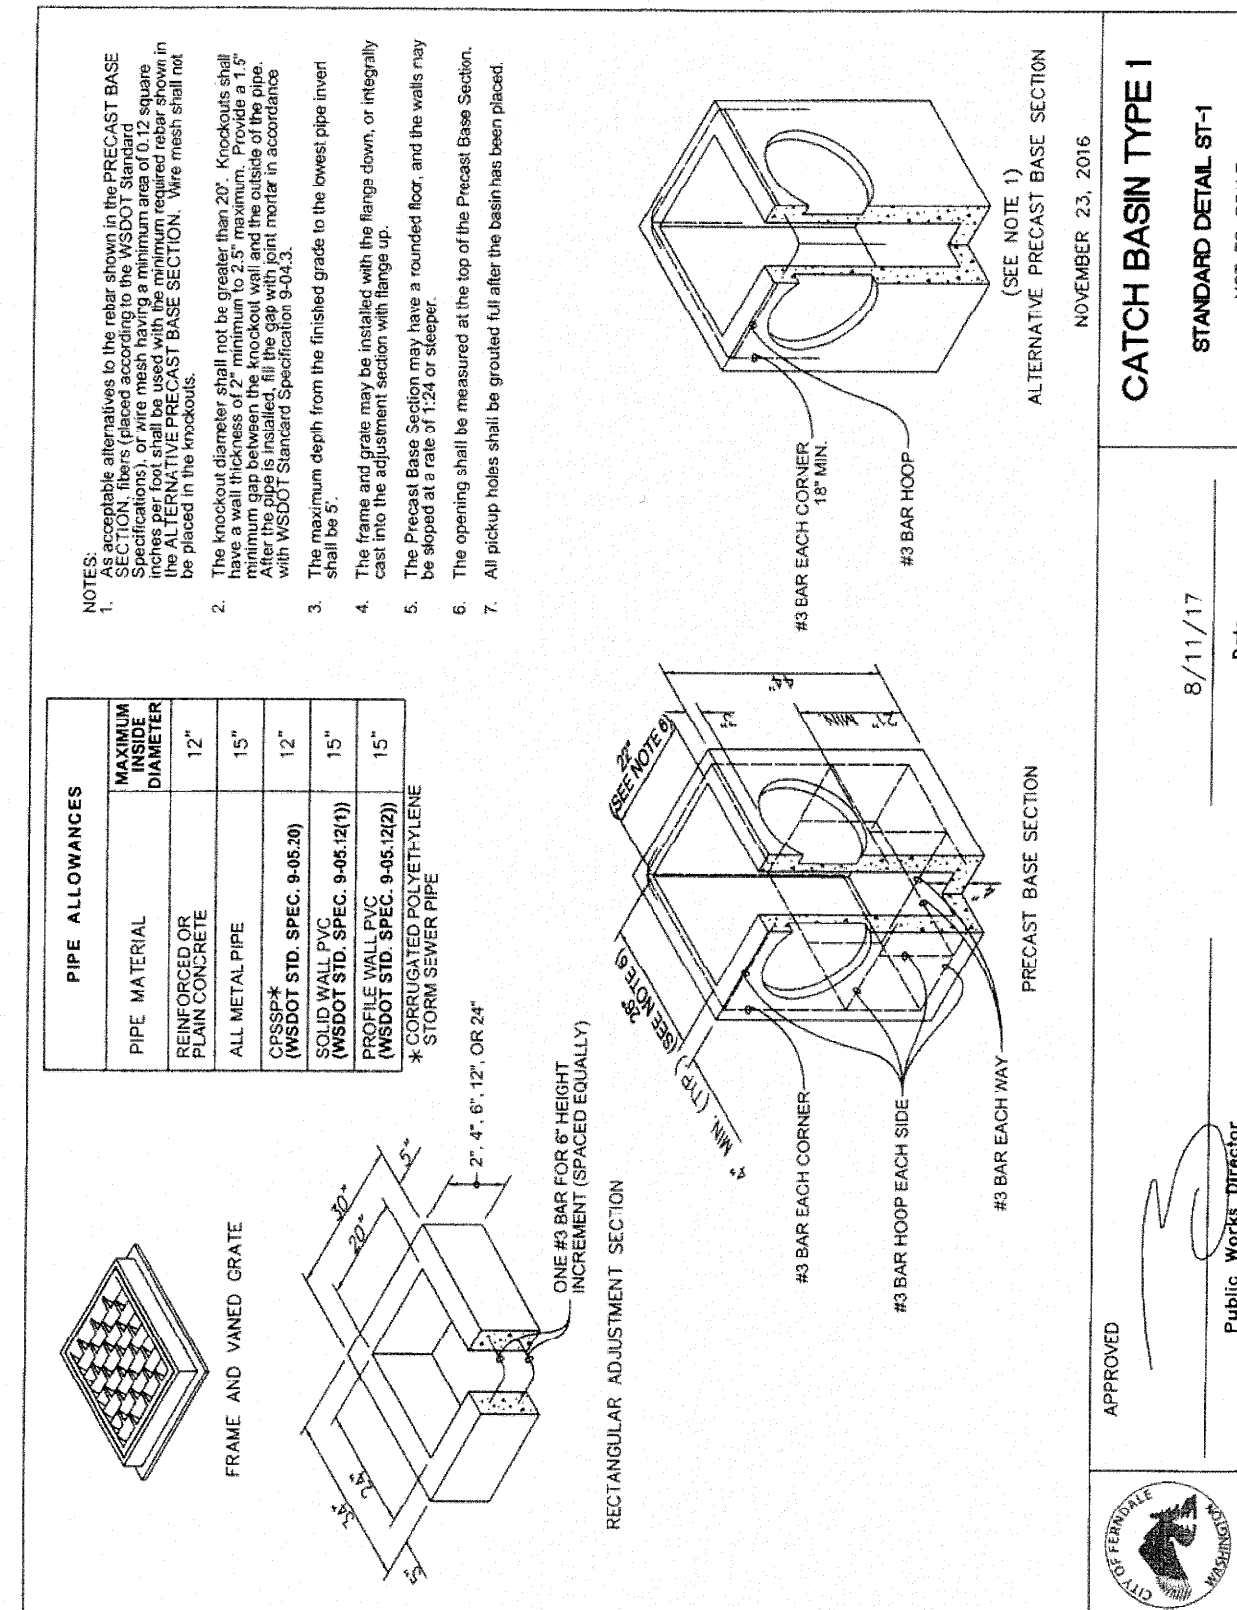 NOTES:
1. As acceptable alternatives to the rebar shown in the PRECAST BASE
SECTION, fibers (placed according to the WSDOT Standard
Specifications), or wire mesh having a minimum area of 0.12 square
inches per foot shall be used with the minimum required rebar shown in
the ALTERNATIVE PRECAST BASE SECTION. Wire mesh shall not
be placed in the knockouts.
2. The knockout diameter shall not be greater than 20". Knockouts shall
have a wall thickness of 2" minimum to 2.5" maximum. Provide a 1.5"
minimum gap between the knockout wall and the outside of the pipe.
After the pipe is installed, fill the gap with joint mortar in accordance
with WSDOT Standard Specification 9-04.3.
3. The maximum depth from the finished grade to the lowest pipe invert
shall be 5'.
4. The frame and grate may be installed with the flange down, or integrally
cast into the adjustment section with flange up.
5. The Precast Base Section may have a rounded floor, and the walls may
be sloped at a rate of 1:24 or steeper.
6. The opening shall be measured at the top of the Precast Base Section.
7. All pickup holes shall be grouted full after the basin has been placed.
PIPE ALLOWANCES
PIPE MATERIAL
MAXIMUM
INSIDE
DIAMETER
REINFORCED OR
PLAIN CONCRETE
12"
ALL METAL PIPE
15"
CPSSP*
(WSDOT STD. SPEC. 9-05.20)
12"
SOLID WALL PVC
(WSDOT STD. SPEC. 9-05.12(1))
15"
PROFILE WALL PVC
(WSDOT STD. SPEC. 9-05.12(2))
15"
* CORRUGATED POLYETHYLENE
STORM SEWER PIPE
FRAME AND VANED GRATE
34"
24"
5"
30"
20"
5"
2", 4", 6", 12", OR 24"
ONE #3 BAR FOR 6" HEIGHT
INCREMENT (SPACED EQUALLY)
RECTANGULAR ADJUSTMENT SECTION
28"
(SEE NOTE 6)
22"
(SEE NOTE 6)
4" MIN. (TYP)
3"
44"
21" MIN.
4"
#3 BAR EACH CORNER
#3 BAR HOOP EACH SIDE
#3 BAR EACH WAY
PRECAST BASE SECTION
#3 BAR EACH CORNER
18" MIN.
#3 BAR HOOP
(SEE NOTE 1)
ALTERNATIVE PRECAST BASE SECTION
NOVEMBER 23, 2016
CITY OF FERNDALE
WASHINGTON
APPROVED
Public Works Director
8/11/17
CATCH BASIN TYPE 1
STANDARD DETAIL ST-1